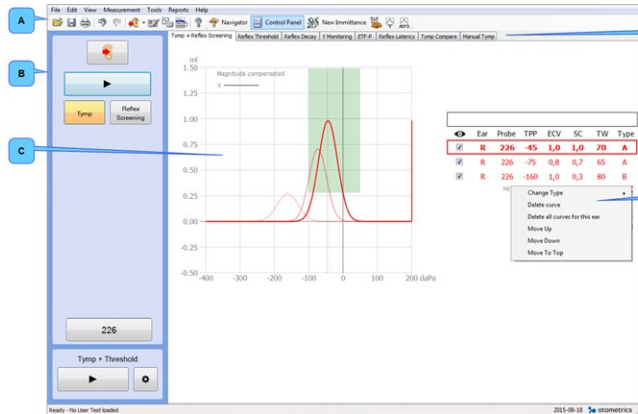 File Edit View Measurement Tools Reports Help
A
Navigator Control Panel New Immittance
Tymp + Reflex Screening Reflex Threshold Reflex Decay Y Monitoring ETF-P Reflex Latency Tymp Compare Manual Tymp
B
Tymp
Reflex
Screening
C
ml
Magnitude compensated
Y
1.50
1.25
1.00
0.75
0.50
0.25
0.00
-0.25
-0.50
-400 -300 -200 -100 0 100 200 daPa
Ear Probe TPP ECV SC TW Type
R 226 -45 1,0 1,0 70 A
R 226 -75 0,8 0,7 65 A
R 226 -160 1,0 0,3 80 B
Hz
Change Type
Delete curve
Delete all curves for this ear
Move Up
Move Down
Move To Top
226
Tymp + Threshold
Ready - No User Test loaded
2015-08-18 otometrics